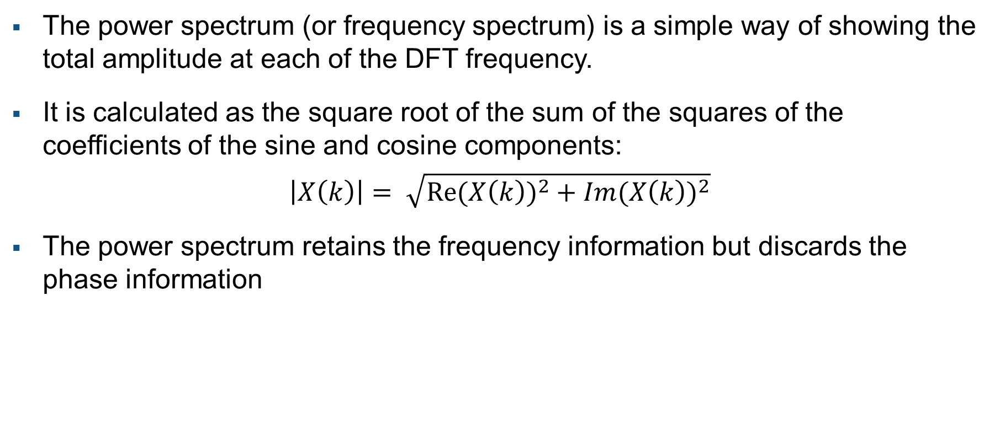 ▪ The power spectrum (or frequency spectrum) is a simple way of showing the
total amplitude at each of the DFT frequency.
▪ It is calculated as the square root of the sum of the squares of the
coefficients of the sine and cosine components:
|X(k)| = √(Re(X(k))² + Im(X(k))²)
▪ The power spectrum retains the frequency information but discards the
phase information